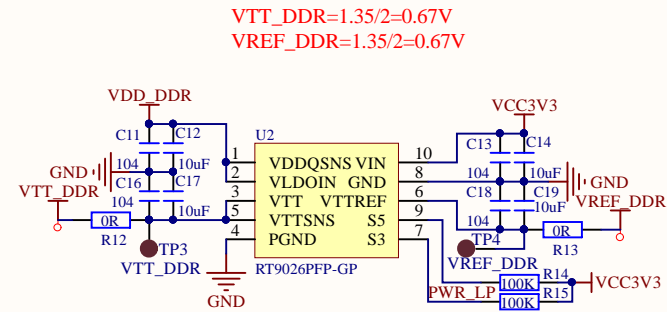 VTT_DDR=1.35/2=0.67V
VREF_DDR=1.35/2=0.67V
VDD_DDR
VCC3V3
C11
C12
U2
C13
C14
104
10uF
1
VDDQSNS VIN
10
104
10uF
GND
2
VLDOIN GND
8
GND
VTT_DDR
C16
C17
3
VTT VTTREF
6
C18
C19
VREF_DDR
104
10uF
5
VTTSNS S5
9
104
10uF
0R
R12
4
PGND S3
7
0R
R13
TP3
VTT_DDR
TP4
VREF_DDR
RT9026PFP-GP
GND
R14
100K
VCC3V3
PWR_LP
R15
100K